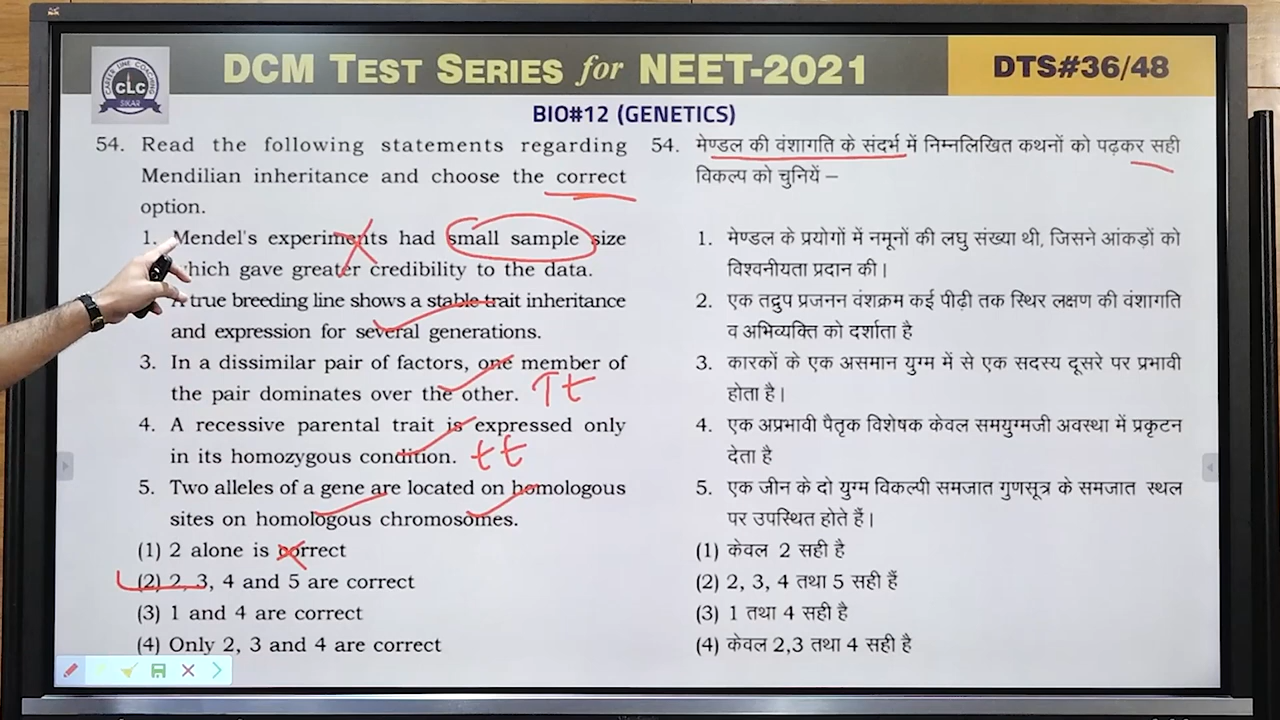 CAREER LINE COACHING
CLC
SIKAR
DCM TEST SERIES for NEET-2021
DTS#36/48
BIO#12 (GENETICS)
54. Read the following statements regarding
Mendilian inheritance and choose the correct
option.
1. Mendel's experiments had small sample size
which gave greater credibility to the data.
A true breeding line shows a stable trait inheritance
and expression for several generations.
3. In a dissimilar pair of factors, one member of
the pair dominates over the other. Tt
4. A recessive parental trait is expressed only
in its homozygous condition. tt
5. Two alleles of a gene are located on homologous
sites on homologous chromosomes.
(1) 2 alone is correct
(2) 2, 3, 4 and 5 are correct
(3) 1 and 4 are correct
(4) Only 2, 3 and 4 are correct
54. मेण्डल की वंशागति के संदर्भ में निम्नलिखित कथनों को पढ़कर सही
विकल्प को चुनियें –
1. मेण्डल के प्रयोगों में नमूनों की लघु संख्या थी, जिसने आंकड़ों को
विश्वनीयता प्रदान की।
2. एक तद्रुप प्रजनन वंशक्रम कई पीढ़ी तक स्थिर लक्षण की वंशागति
व अभिव्यक्ति को दर्शाता है
3. कारकों के एक असमान युग्म में से एक सदस्य दूसरे पर प्रभावी
होता है।
4. एक अप्रभावी पैतृक विशेषक केवल समयुग्मजी अवस्था में प्रकृटन
देता है
5. एक जीन के दो युग्म विकल्पी समजात गुणसूत्र के समजात स्थल
पर उपस्थित होते हैं।
(1) केवल 2 सही है
(2) 2, 3, 4 तथा 5 सही हैं
(3) 1 तथा 4 सही है
(4) केवल 2,3 तथा 4 सही है